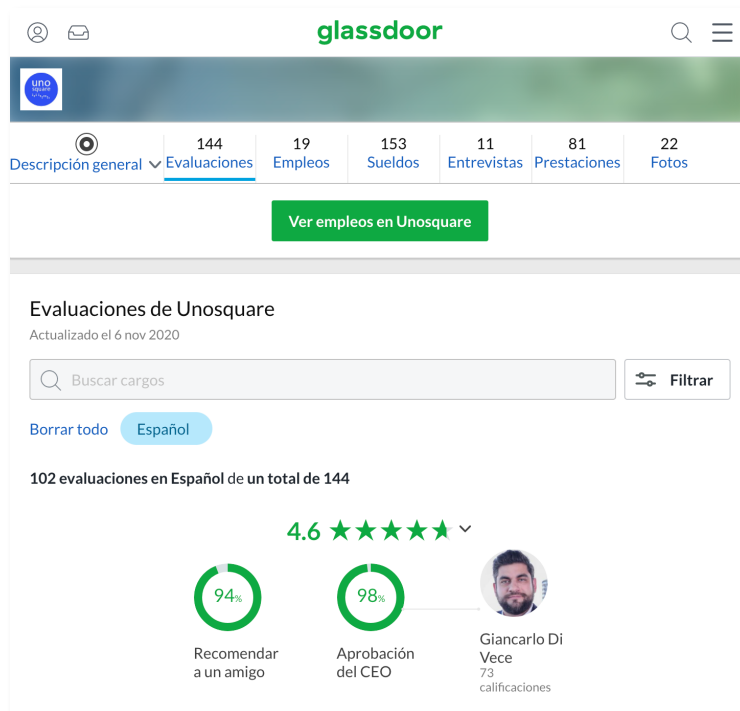 glassdoor
uno
square
144
19
153
11
81
22
Descripción general
Evaluaciones
Empleos
Sueldos
Entrevistas
Prestaciones
Fotos
Ver empleos en Unosquare
Evaluaciones de Unosquare
Actualizado el 6 nov 2020
Buscar cargos
Filtrar
Borrar todo
Español
102 evaluaciones en Español de un total de 144
4.6
94%
98%
Recomendar
a un amigo
Aprobación
del CEO
Giancarlo Di
Vece
73
calificaciones